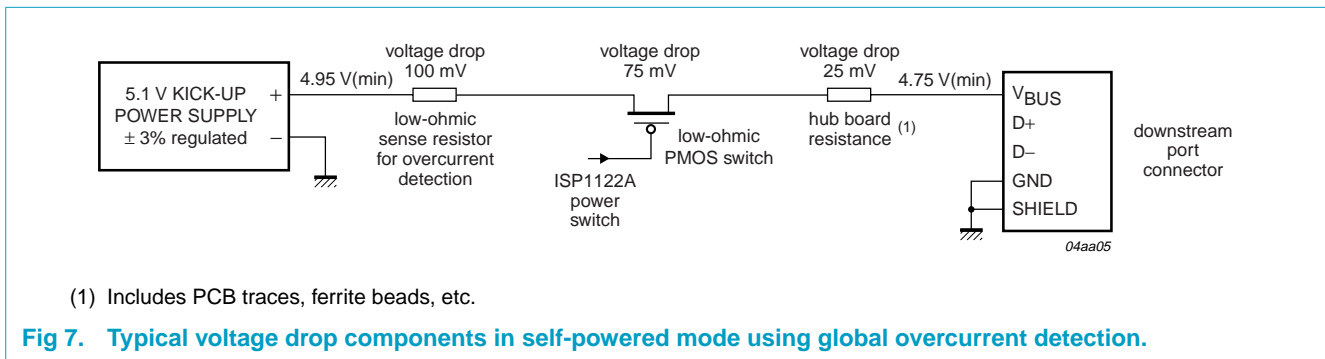 voltage drop
100 mV
voltage drop
75 mV
voltage drop
25 mV
4.95 V(min)
4.75 V(min)
5.1 V KICK-UP
POWER SUPPLY
± 3% regulated
+
−
low-ohmic
sense resistor
for overcurrent
detection
low-ohmic
PMOS switch
ISP1122A
power
switch
hub board
resistance (1)
VBUS
D+
D−
GND
SHIELD
downstream
port
connector
04aa05
(1) Includes PCB traces, ferrite beads, etc.
Fig 7. Typical voltage drop components in self-powered mode using global overcurrent detection.